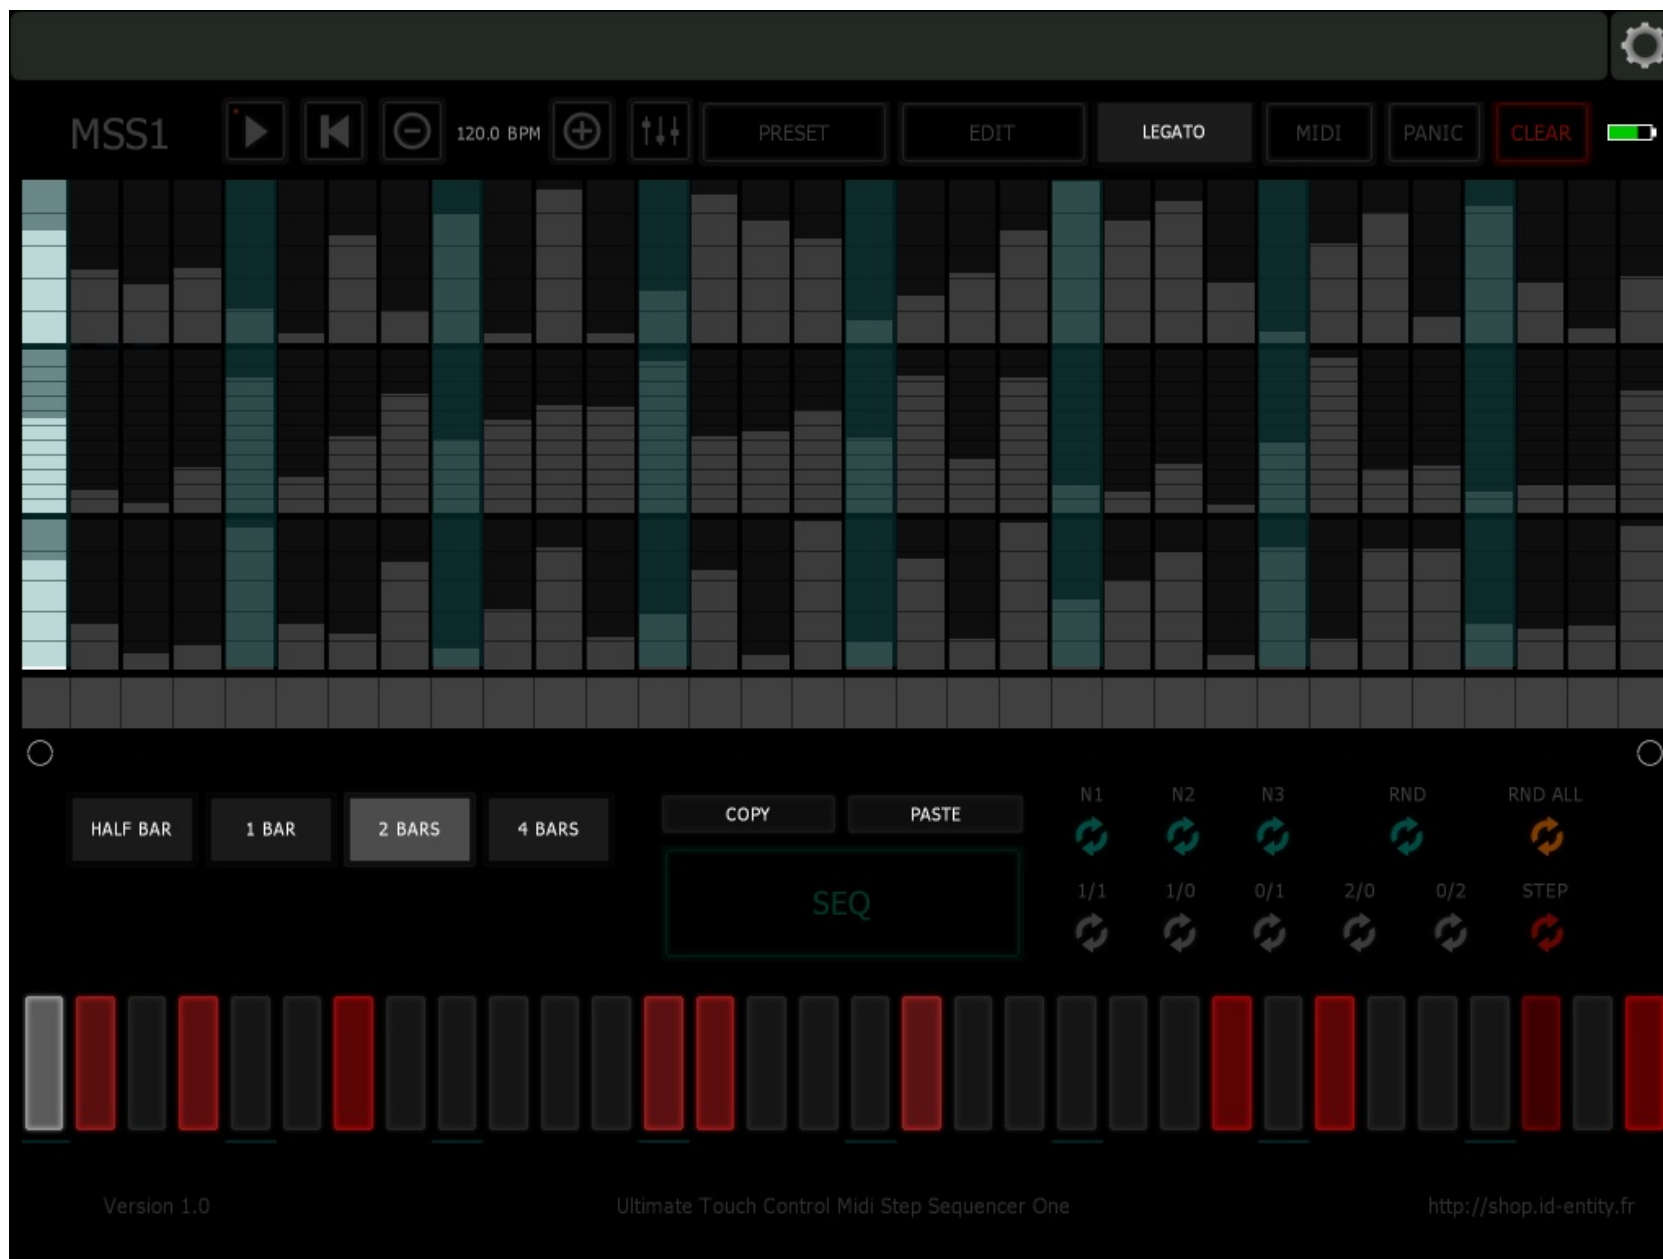 MSS1 120.0 BPM PRESET EDIT LEGATO MIDI PANIC CLEAR
N1 N2 N3 RND RND ALL
HALF BAR 1 BAR 2 BARS 4 BARS COPY PASTE
1/1 1/0 0/1 2/0 0/2 STEP
SEQ
Version 1.0 Ultimate Touch Control Midi Step Sequencer One http://shop.id-entity.fr